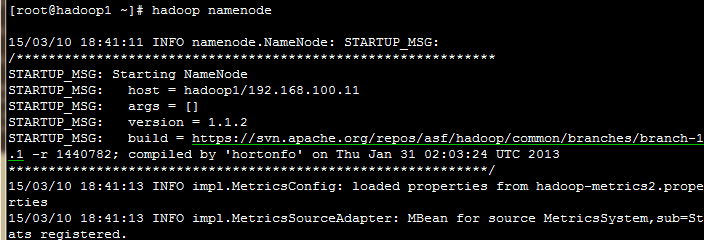 [root@hadoop1 ~]# hadoop namenode
15/03/10 18:41:11 INFO namenode.NameNode: STARTUP_MSG:
/************************************************************
STARTUP_MSG: Starting NameNode
STARTUP_MSG:   host = hadoop1/192.168.100.11
STARTUP_MSG:   args = []
STARTUP_MSG:   version = 1.1.2
STARTUP_MSG:   build = https://svn.apache.org/repos/asf/hadoop/common/branches/branch-1
.1 -r 1440782; compiled by 'hortonfo' on Thu Jan 31 02:03:24 UTC 2013
************************************************************/
15/03/10 18:41:13 INFO impl.MetricsConfig: loaded properties from hadoop-metrics2.prope
rties
15/03/10 18:41:13 INFO impl.MetricsSourceAdapter: MBean for source MetricsSystem,sub=St
ats registered.